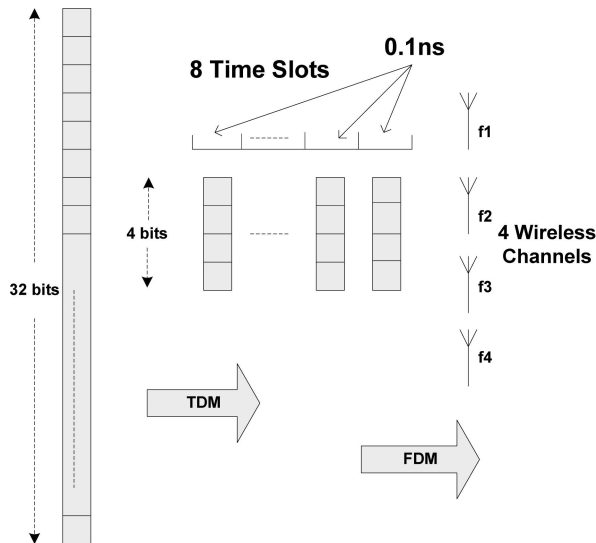 0.1ns
8 Time Slots
f1
f2
4 bits
4 Wireless
Channels
32 bits
f3
f4
TDM
FDM